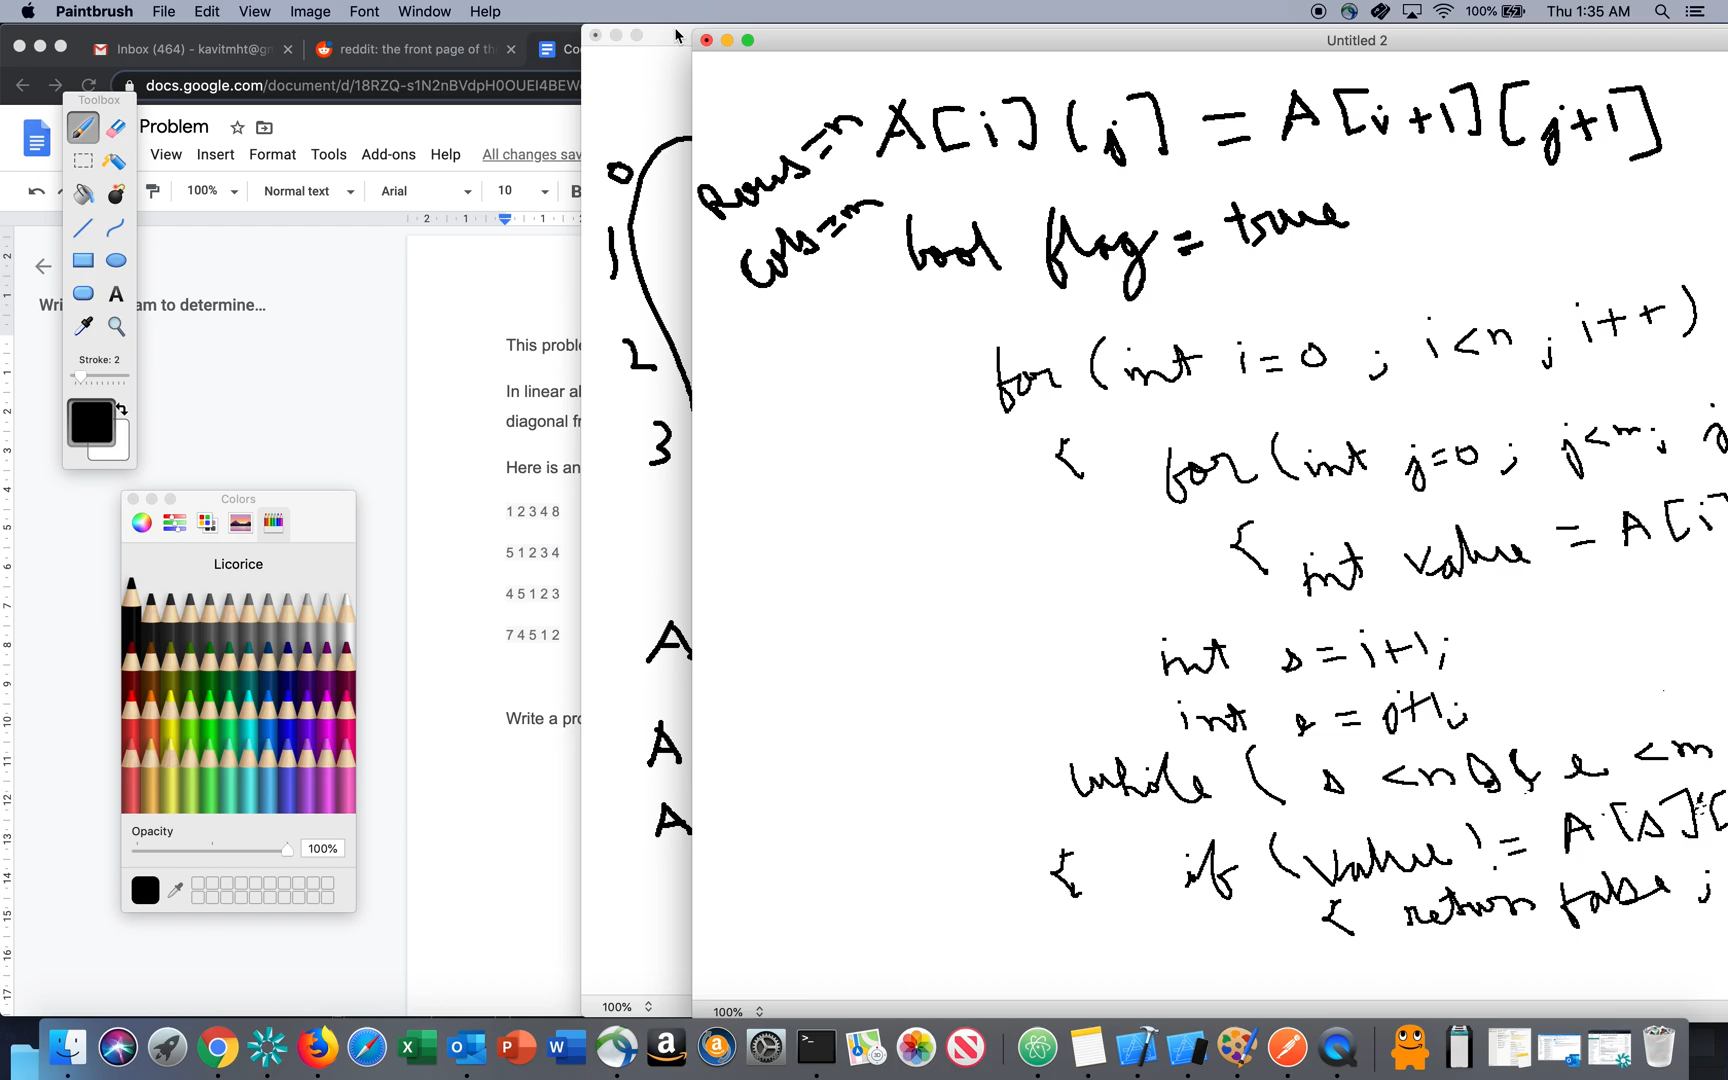 Paintbrush File Edit View Image Font Window Help 100% Thu 1:35 AM
Inbox (464) - kavitmht@gm
reddit: the front page of th
Untitled 2
docs.google.com/document/d/18RZQ-s1N2nBVdpH0OUEI4BEW
Toolbox
Problem
View Insert Format Tools Add-ons Help All changes sav
100% Normal text Arial 10 B
Stroke: 2
Wri am to determine...
This proble
In linear al
diagonal fr
Here is an
1 2 3 4 8
5 1 2 3 4
4 5 1 2 3
7 4 5 1 2
Write a pro
Colors
Licorice
Opacity
100%
0
1
2
3
A
A
A
100%
Rows=n A[i][j] = A[i+1][j+1]
Cols=m bool flag = true
for (int i=0 ; i<n ; i++)
{ for (int j=0 ; j<m; j
{ int value = A[i]
int s = i+1;
int e = j+1;
while ( s <n && e <m
{ if (value != A[s][
{ return false ;
100%